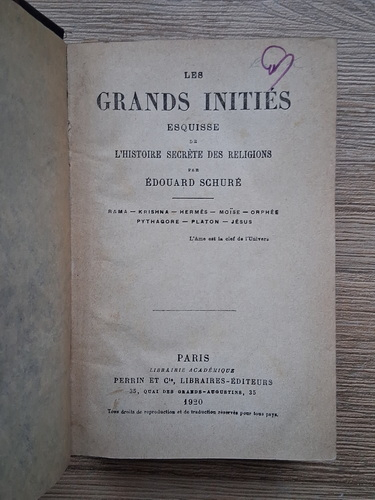 LES
GRANDS INITIÉS
ESQUISSE
DE
L'HISTOIRE SECRÈTE DES RELIGIONS
PAR
ÉDOUARD SCHURÉ
RAMA — KRISHNA — HERMÈS — MOÏSE — ORPHÉE
PYTHAGORE — PLATON — JÉSUS
L'âme est la clef de l'Univers
PARIS
LIBRAIRIE ACADÉMIQUE
PERRIN ET Cie, LIBRAIRES-ÉDITEURS
35, QUAI DES GRANDS-AUGUSTINS, 35
1920
Tous droits de reproduction et de traduction réservés pour tous pays.